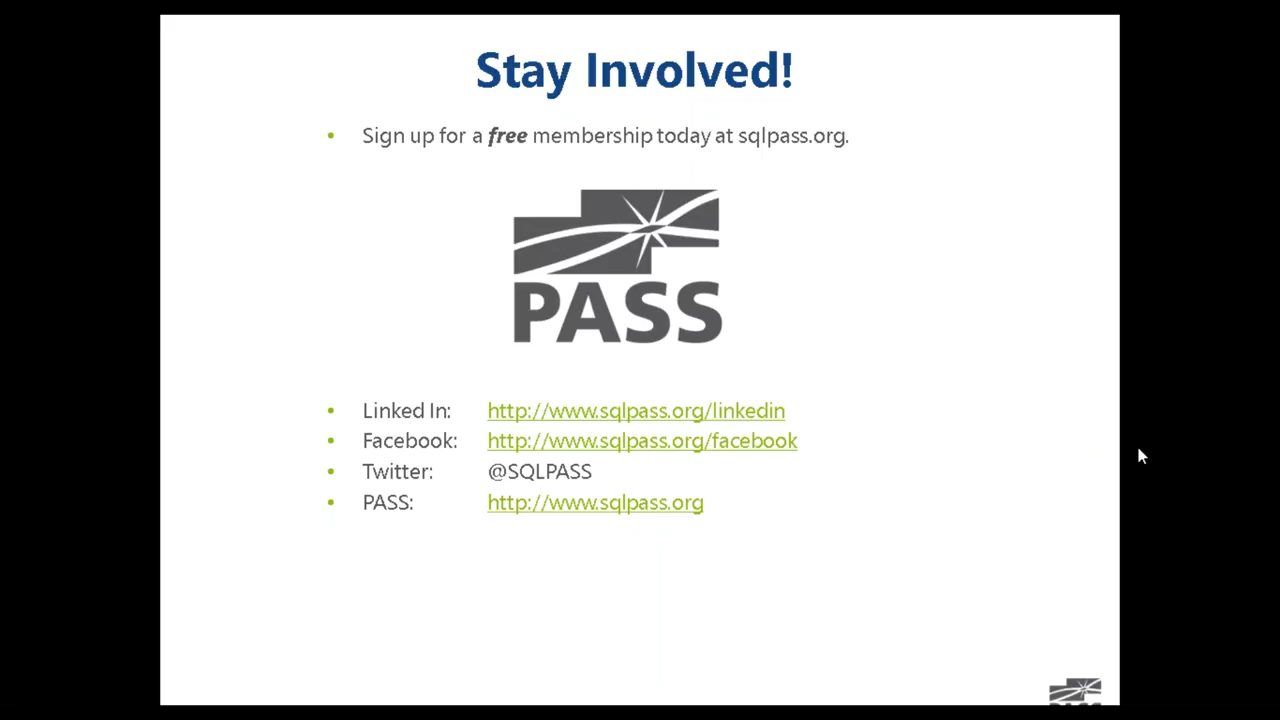 Stay Involved!
• Sign up for a free membership today at sqlpass.org.
PASS
• Linked In: http://www.sqlpass.org/linkedin
• Facebook: http://www.sqlpass.org/facebook
• Twitter: @SQLPASS
• PASS: http://www.sqlpass.org
PASS